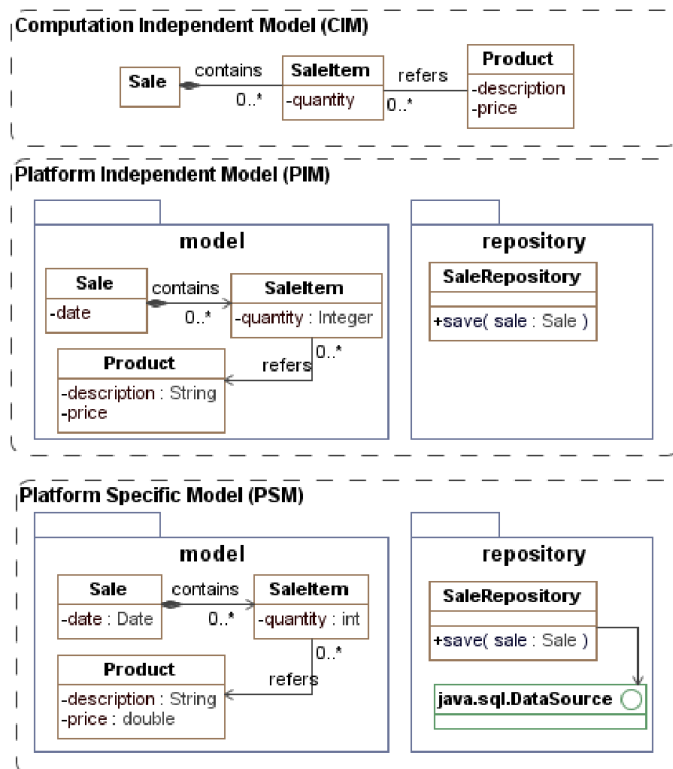 Computation Independent Model (CIM)
Sale
contains
0..*
SaleItem
-quantity
refers
0..*
Product
-description
-price
Platform Independent Model (PIM)
model
Sale
-date
contains
0..*
SaleItem
-quantity : Integer
0..*
refers
Product
-description : String
-price
repository
SaleRepository
+save( sale : Sale )
Platform Specific Model (PSM)
model
Sale
-date : Date
contains
0..*
SaleItem
-quantity : int
0..*
refers
Product
-description : String
-price : double
repository
SaleRepository
+save( sale : Sale )
java.sql.DataSource